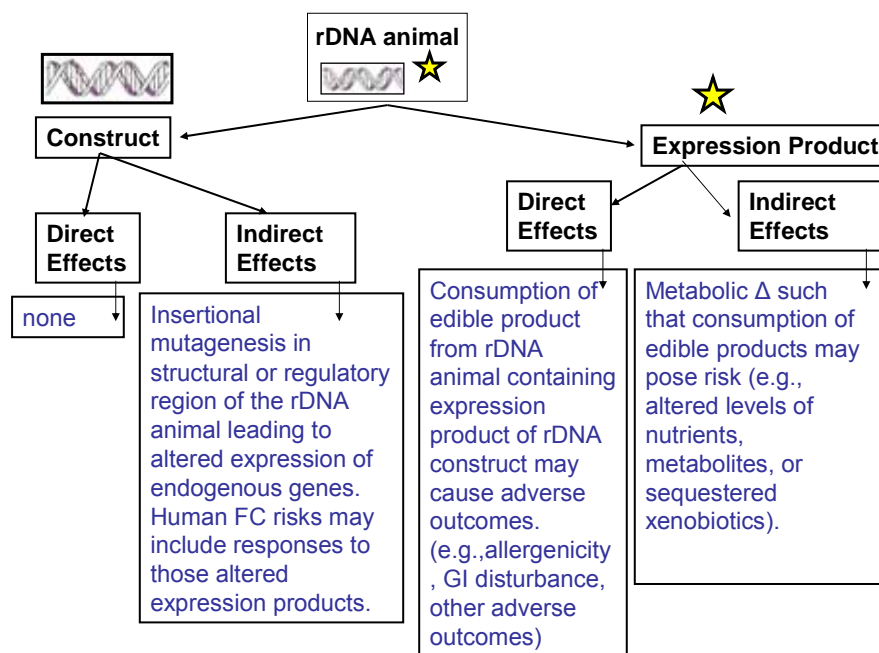 rDNA animal
Construct
Expression Product
Direct
Effects
Indirect
Effects
Direct
Effects
Indirect
Effects
none
Insertional
mutagenesis in
structural or regulatory
region of the rDNA
animal leading to
altered expression of
endogenous genes.
Human FC risks may
include responses to
those altered
expression products.
Consumption of
edible product
from rDNA
animal containing
expression
product of rDNA
construct may
cause adverse
outcomes.
(e.g.,allergenicity
, GI disturbance,
other adverse
outcomes)
Metabolic Δ such
that consumption of
edible products may
pose risk (e.g.,
altered levels of
nutrients,
metabolites, or
sequestered
xenobiotics).